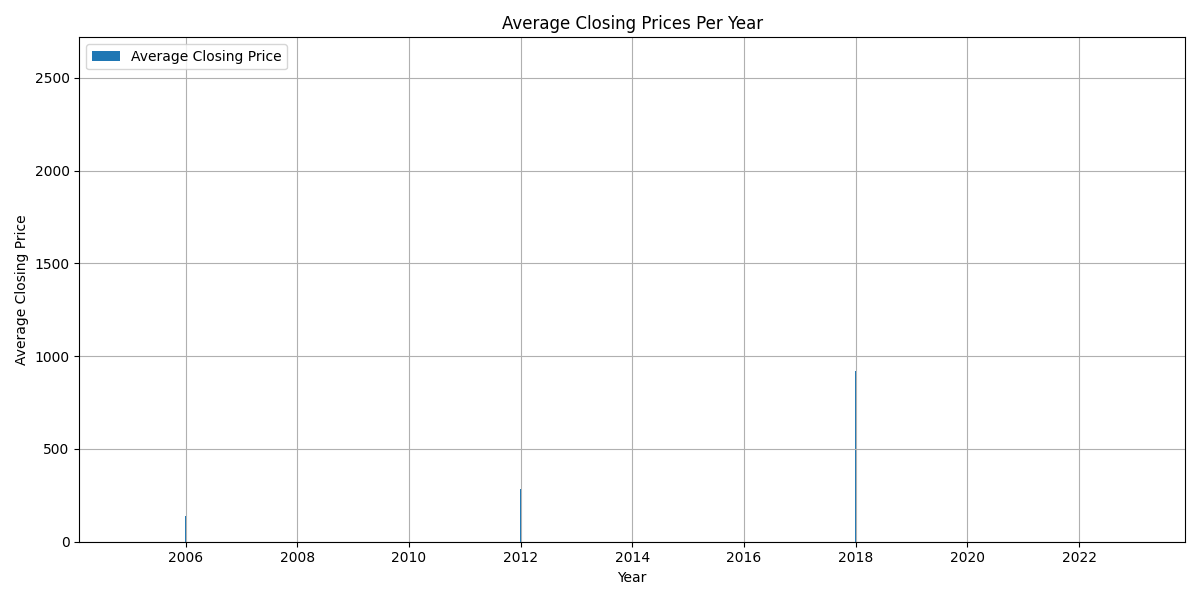 Average Closing Prices Per Year
Average Closing Price
2500
2000
1500
1000
500
0
Average Closing Price
2006 2008 2010 2012 2014 2016 2018 2020 2022
Year